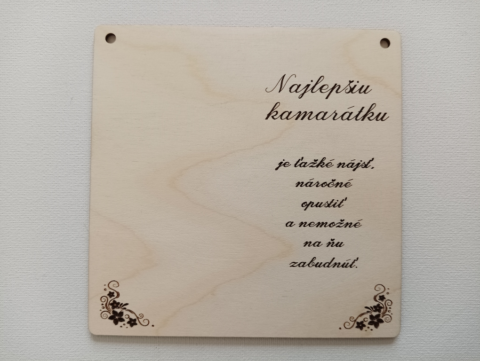 Najlepšiu
kamarátku
je ťažké nájsť,
náročné
opustiť
a nemožné
na ňu
zabudnúť.